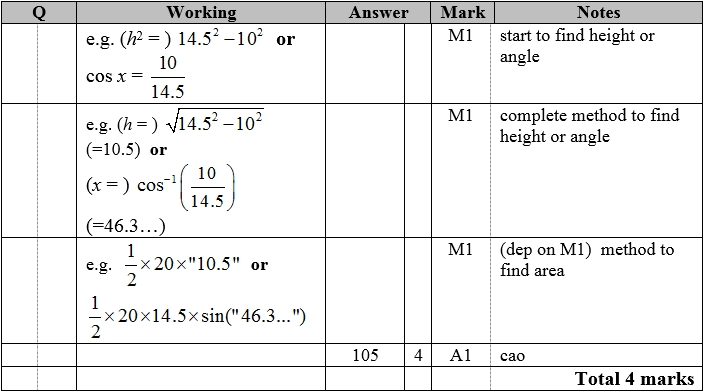 Q Working Answer Mark Notes
e.g. (h² = ) 14.5² −10² or M1 start to find height or
cos x = 10/14.5 angle
e.g. (h = ) √(14.5² −10²) M1 complete method to find
(=10.5) or height or angle
(x = ) cos⁻¹(10/14.5)
(=46.3…)
e.g. 1/2 ×20×"10.5" or M1 (dep on M1) method to
find area
1/2 ×20×14.5×sin("46.3...")
105 4 A1 cao
Total 4 marks